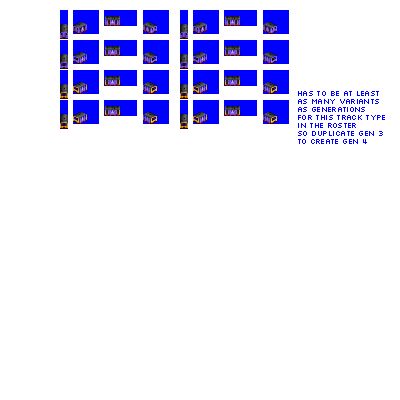 HAS TO BE AT LEAST
AS MANY VARIANTS
AS GENERATIONS
FOR THIS TRACK TYPE
IN THE ROSTER
SO DUPLICATE GEN 3
TO CREATE GEN 4